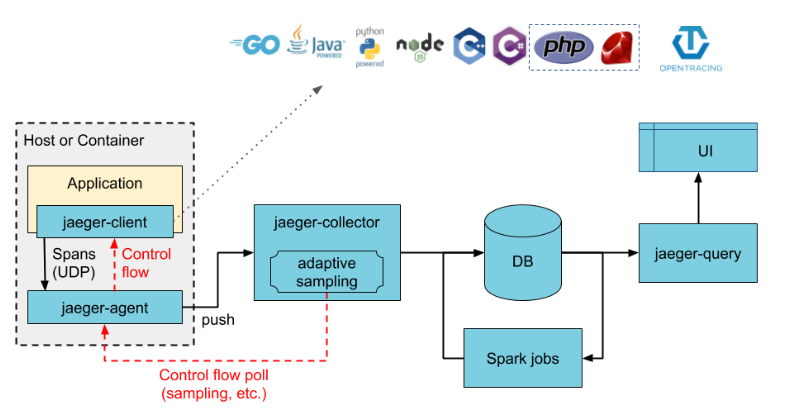 GO
Java
POWERED
python
powered
node
JS
C++
C#
php
OPENTRACING
Host or Container
Application
jaeger-client
Spans
(UDP)
Control
flow
jaeger-agent
push
jaeger-collector
adaptive
sampling
Control flow poll
(sampling, etc.)
DB
Spark jobs
UI
jaeger-query